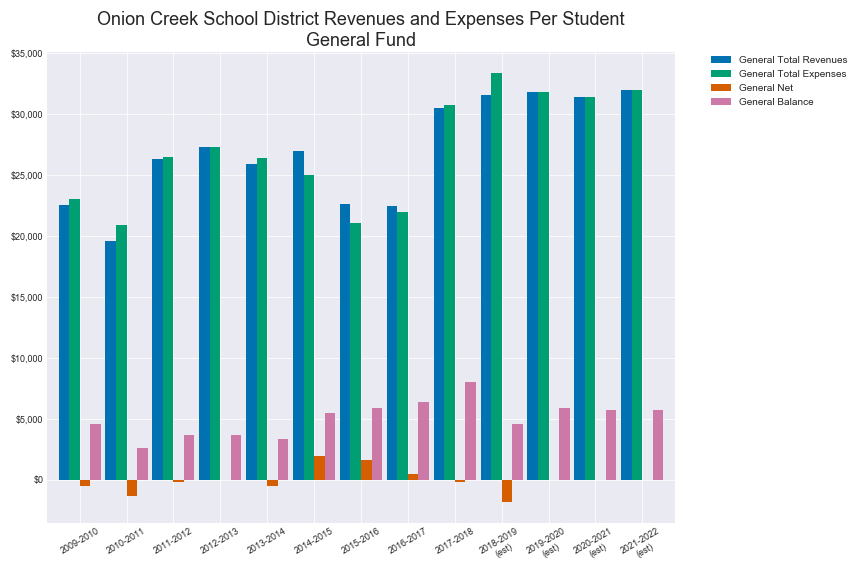 Onion Creek School District Revenues and Expenses Per Student
General Fund
$35,000
$30,000
$25,000
$20,000
$15,000
$10,000
$5,000
$0
General Total Revenues
General Total Expenses
General Net
General Balance
2009-2010
2010-2011
2011-2012
2012-2013
2013-2014
2014-2015
2015-2016
2016-2017
2017-2018
2018-2019
(est)
2019-2020
(est)
2020-2021
(est)
2021-2022
(est)